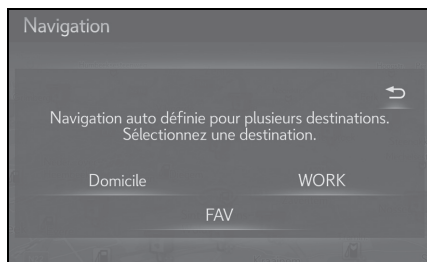 Navigation
Navigation auto définie pour plusieurs destinations.
Sélectionnez une destination.
Domicile
WORK
FAV